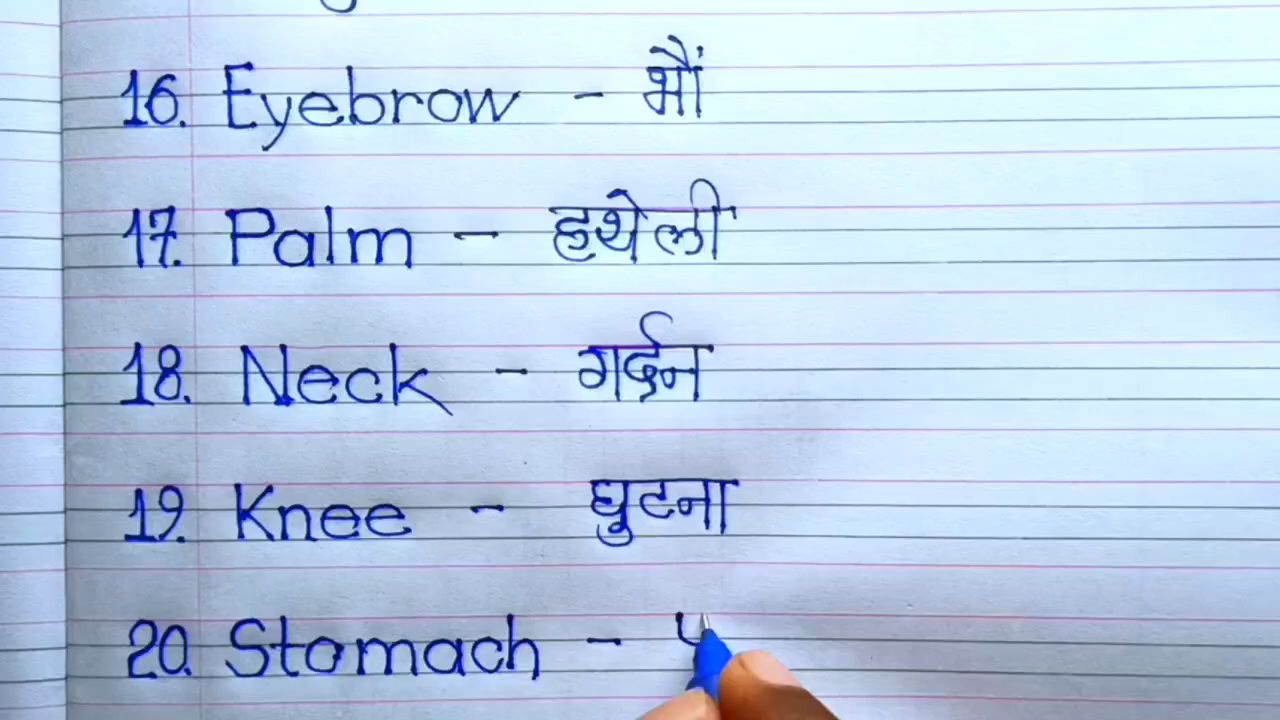 16. Eyebrow - भौं
17. Palm - हथेली
18. Neck - गर्दन
19. Knee - घुटना
20. Stomach -